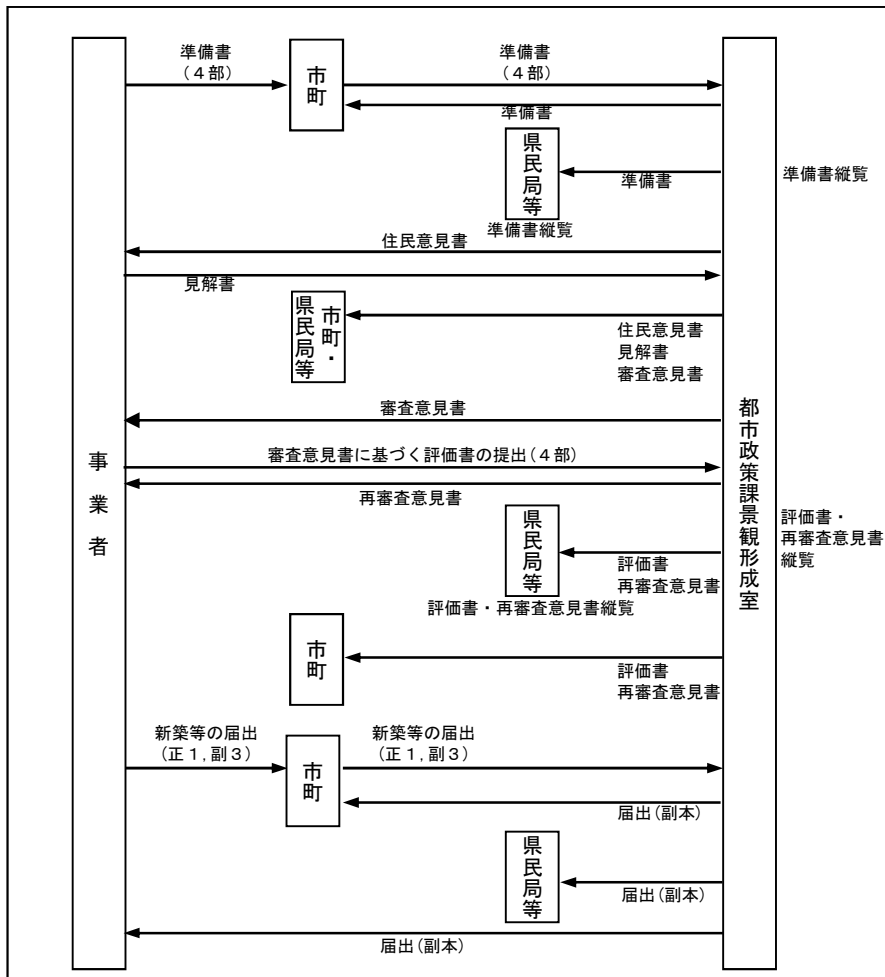 準備書
(４部)
市町
準備書
(４部)
準備書
県民局等
準備書
準備書縦覧
準備書縦覧
住民意見書
見解書
市町・
県民局等
住民意見書
見解書
審査意見書
審査意見書
審査意見書に基づく評価書の提出(４部)
再審査意見書
事業者
都市政策課景観形成室
県民局等
評価書
再審査意見書
評価書・再審査意見書縦覧
評価書・
再審査意見書
縦覧
市町
評価書
再審査意見書
新築等の届出
(正１,副３)
市町
新築等の届出
(正１,副３)
届出(副本)
県民局等
届出(副本)
届出(副本)